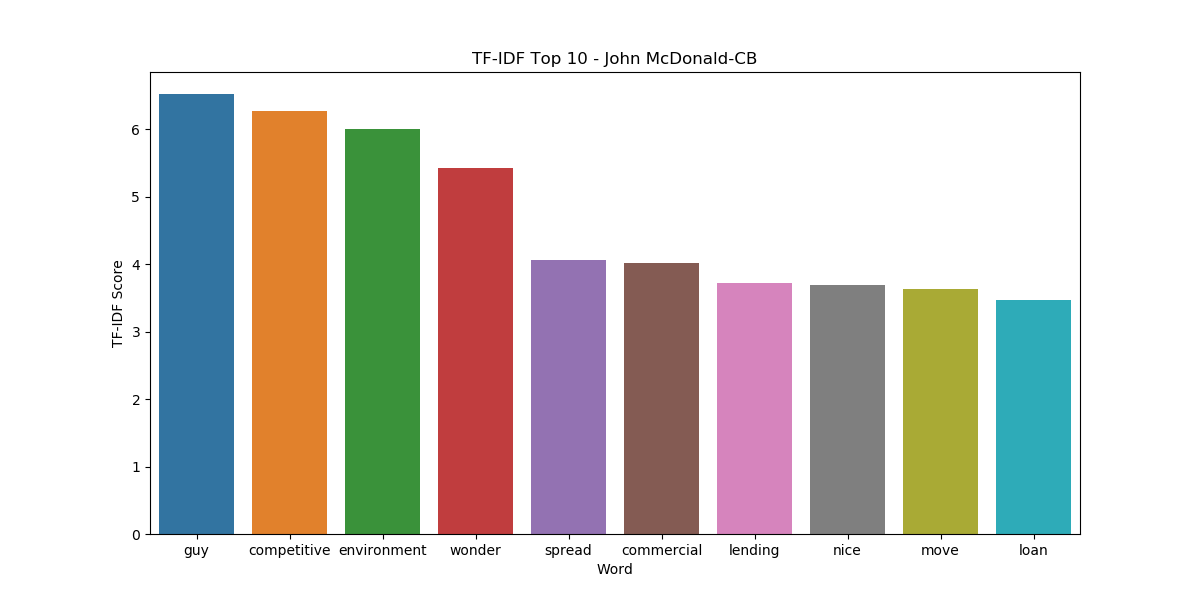 TF-IDF Top 10 - John McDonald-CB
TF-IDF Score
6
5
4
3
2
1
0
guy competitive environment wonder spread commercial lending nice move loan
Word